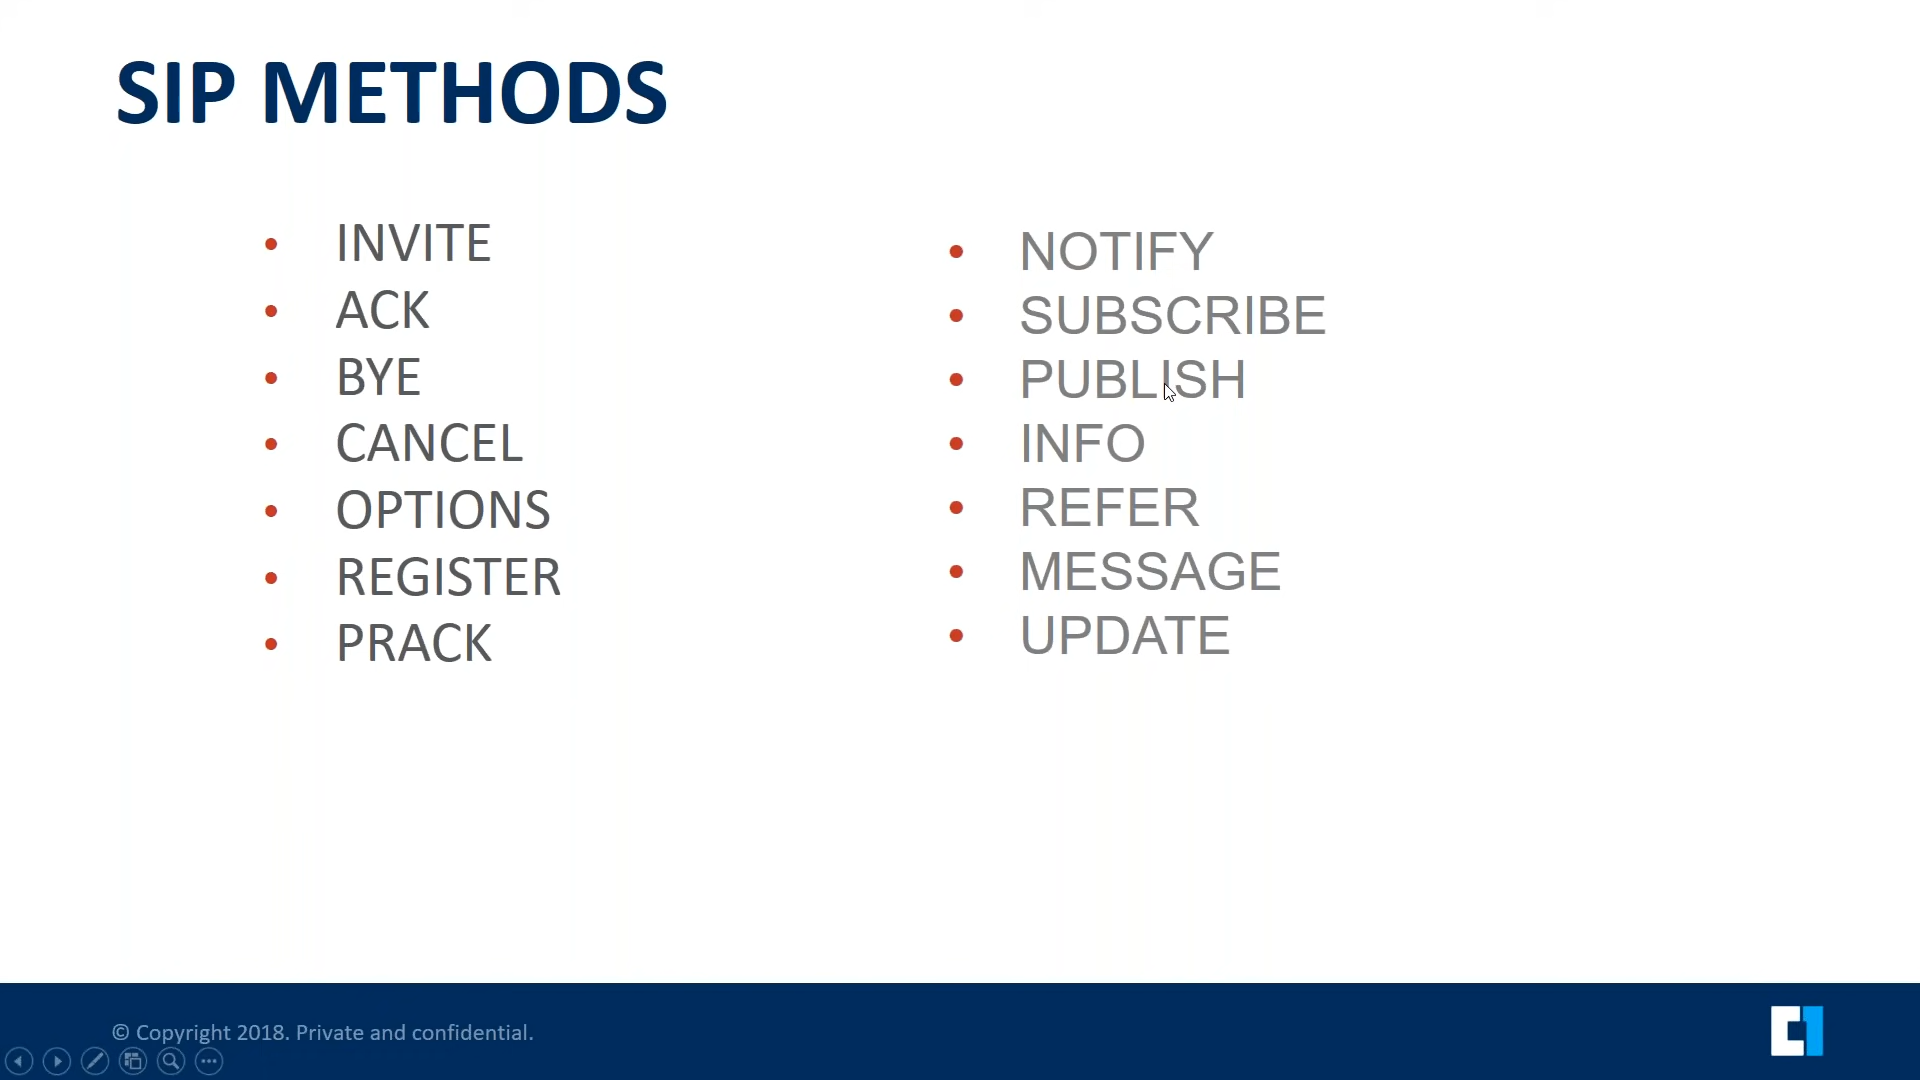 SIP METHODS
• INVITE
• ACK
• BYE
• CANCEL
• OPTIONS
• REGISTER
• PRACK
• NOTIFY
• SUBSCRIBE
• PUBLISH
• INFO
• REFER
• MESSAGE
• UPDATE
© Copyright 2018. Private and confidential.